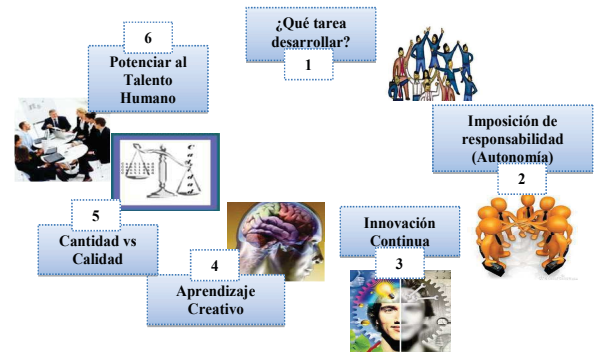 ¿Qué tarea
desarrollar?
1
Imposición de
responsabilidad
(Autonomía)
2
Innovación
Continua
3
4
Aprendizaje
Creativo
5
Cantidad vs
Calidad
6
Potenciar al
Talento
Humano
Calidad